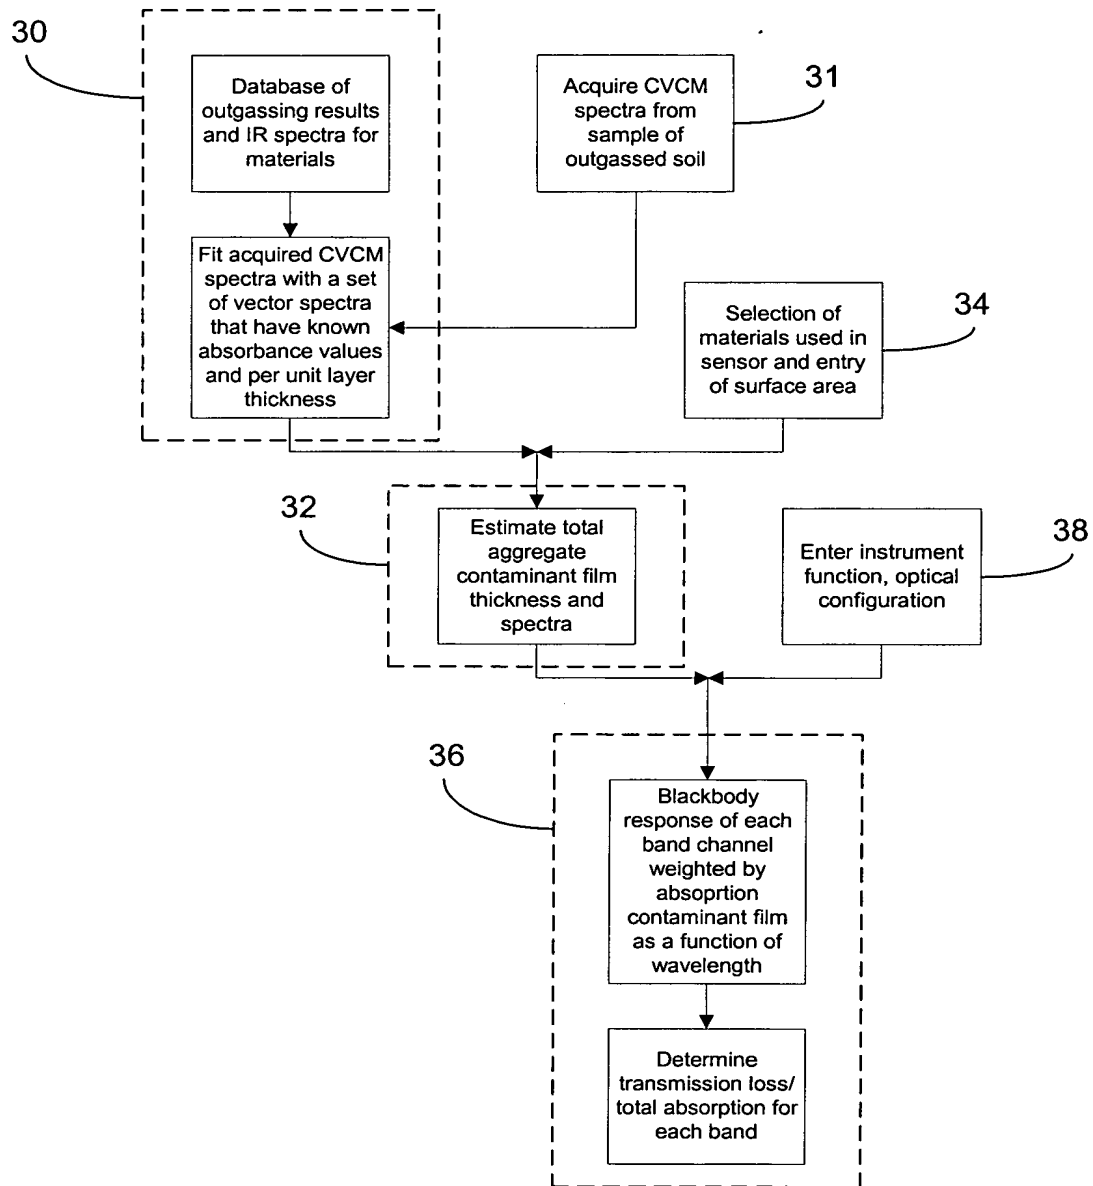 30
Database of
outgassing results
and IR spectra for
materials
Acquire CVCM
spectra from
sample of
outgassed soil
31
Fit acquired CVCM
spectra with a set
of vector spectra
that have known
absorbance values
and per unit layer
thickness
Selection of
materials used in
sensor and entry
of surface area
34
32
Estimate total
aggregate
contaminant film
thickness and
spectra
Enter instrument
function, optical
configuration
38
36
Blackbody
response of each
band channel
weighted by
absoprtion
contaminant film
as a function of
wavelength
Determine
transmission loss/
total absorption for
each band